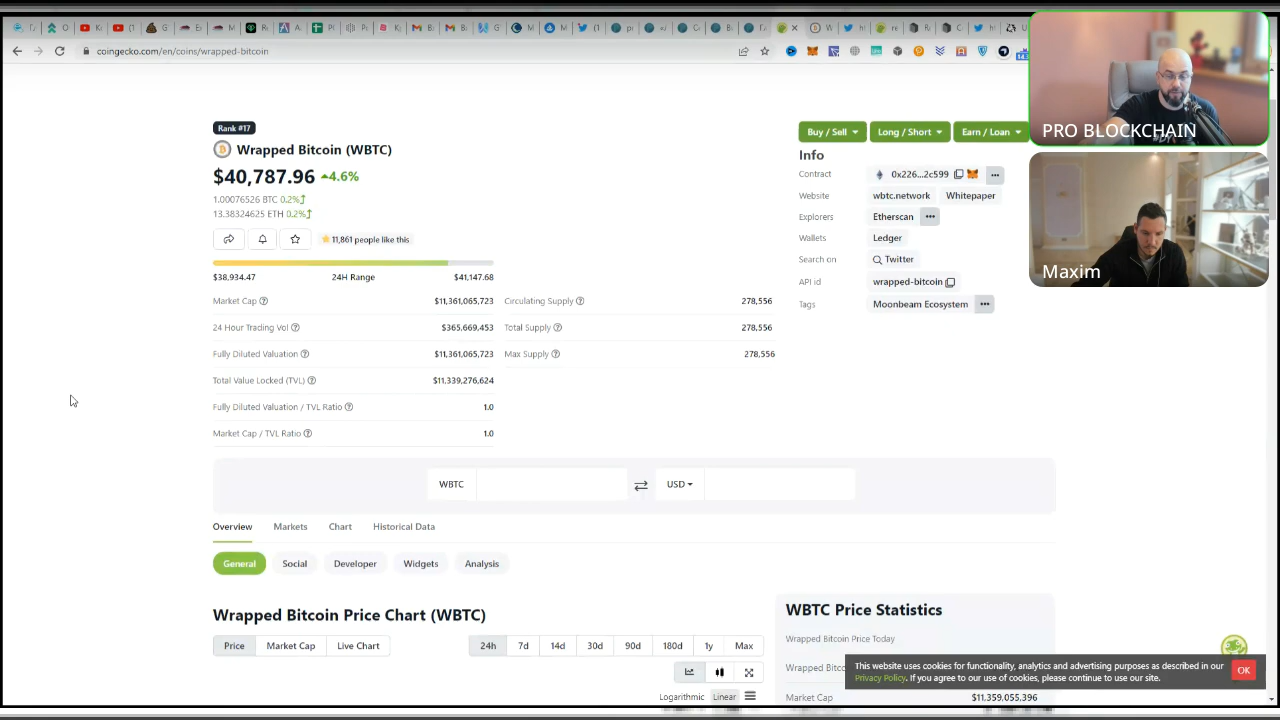 coingecko.com/en/coins/wrapped-bitcoin
PRO BLOCKCHAIN
Maxim
Rank #17
Wrapped Bitcoin (WBTC)
$40,787.96 4.6%
1.00076526 BTC 0.2%
13.38324625 ETH 0.2%
11,861 people like this
$38,934.47 24H Range $41,147.68
Market Cap $11,361,065,723
24 Hour Trading Vol $365,669,453
Fully Diluted Valuation $11,361,065,723
Total Value Locked (TVL) $11,339,276,624
Fully Diluted Valuation / TVL Ratio 1.0
Market Cap / TVL Ratio 1.0
Circulating Supply 278,556
Total Supply 278,556
Max Supply 278,556
Buy / Sell Long / Short Earn / Loan
Info
Contract 0x226...2c599
Website wbtc.network Whitepaper
Explorers Etherscan
Wallets Ledger
Search on Twitter
API id wrapped-bitcoin
Tags Moonbeam Ecosystem
WBTC USD
Overview Markets Chart Historical Data
General Social Developer Widgets Analysis
Wrapped Bitcoin Price Chart (WBTC)
Price Market Cap Live Chart 24h 7d 14d 30d 90d 180d 1y Max
Logarithmic Linear
WBTC Price Statistics
Wrapped Bitcoin Price Today
Market Cap $11,359,055,396
This website uses cookies for functionality, analytics and advertising purposes as described in our
Privacy Policy. If you agree to our use of cookies, please continue to use our site.
OK